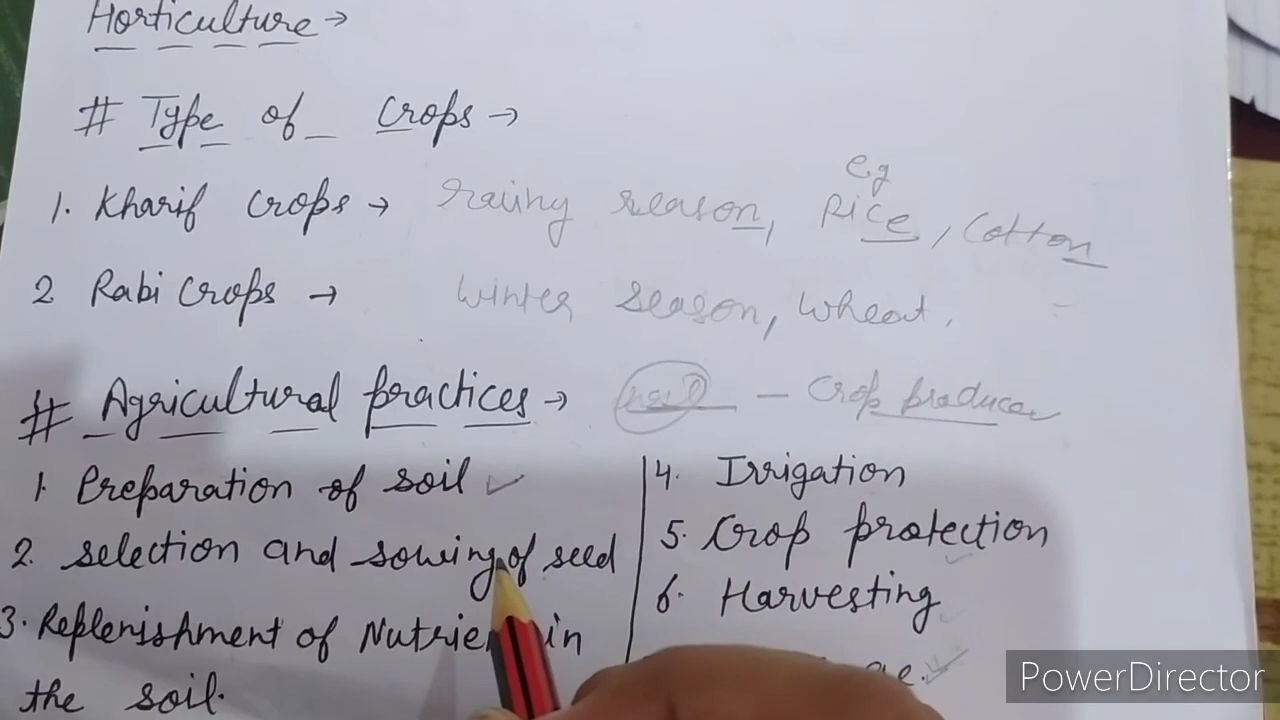 Horticulture →
# Type of crops →
e.g
1. Kharif crops → rainy season, Rice, Cotton
2 Rabi crops → winter season, wheat,
# Agricultural practices → — Crop produce
1. Preparation of soil ✓
2. selection and sowing of seed
3. Replenishment of Nutrie in
the soil.
4. Irrigation
5. Crop protection
6. Harvesting
PowerDirector